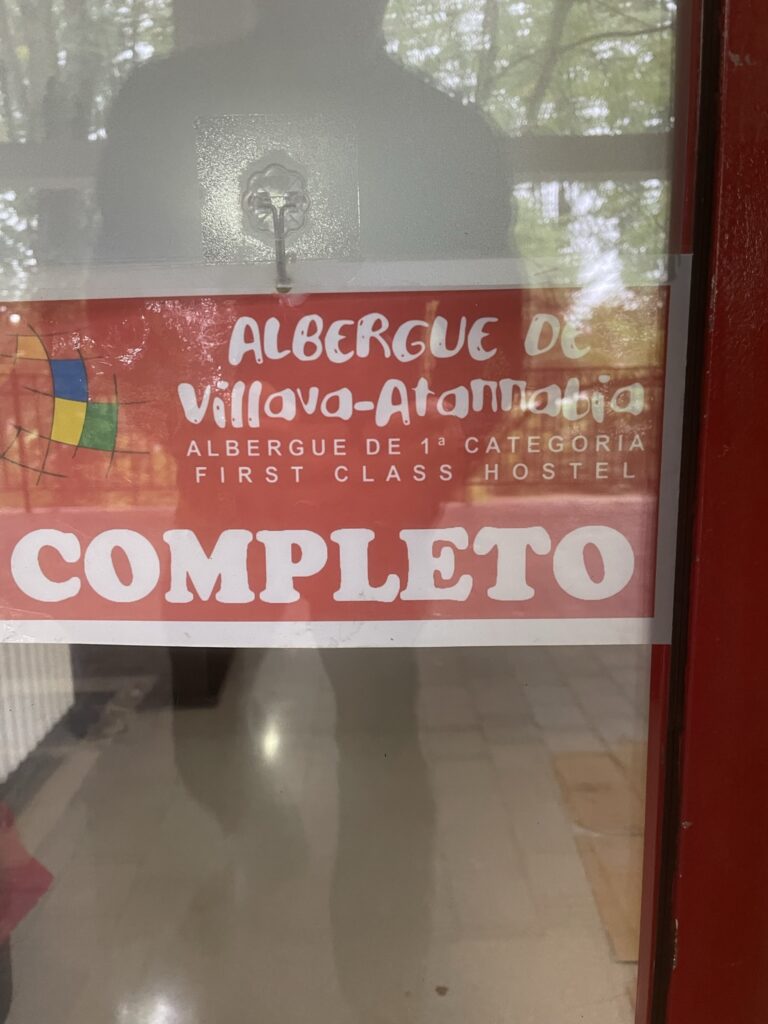 ALBERGUE DE
Villava-Atarrabia
ALBERGUE DE 1ª CATEGORIA
FIRST CLASS HOSTEL
COMPLETO